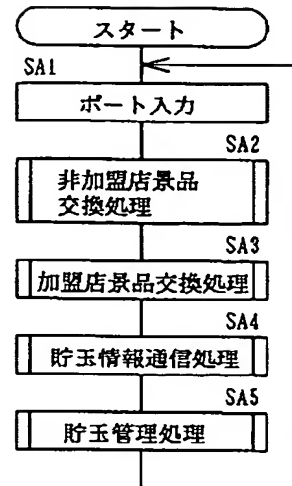 スタート
SA1
ポート入力
SA2
非加盟店景品
交換処理
SA3
加盟店景品交換処理
SA4
貯玉情報通信処理
SA5
貯玉管理処理